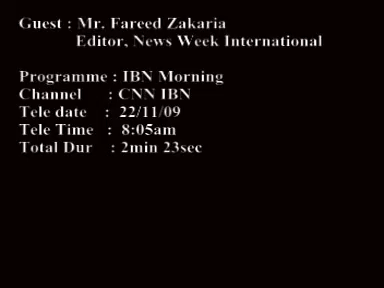 Guest : Mr. Fareed Zakaria
Editor, News Week International
Programme : IBN Morning
Channel : CNN IBN
Tele date : 22/11/09
Tele Time : 8:05am
Total Dur : 2min 23sec